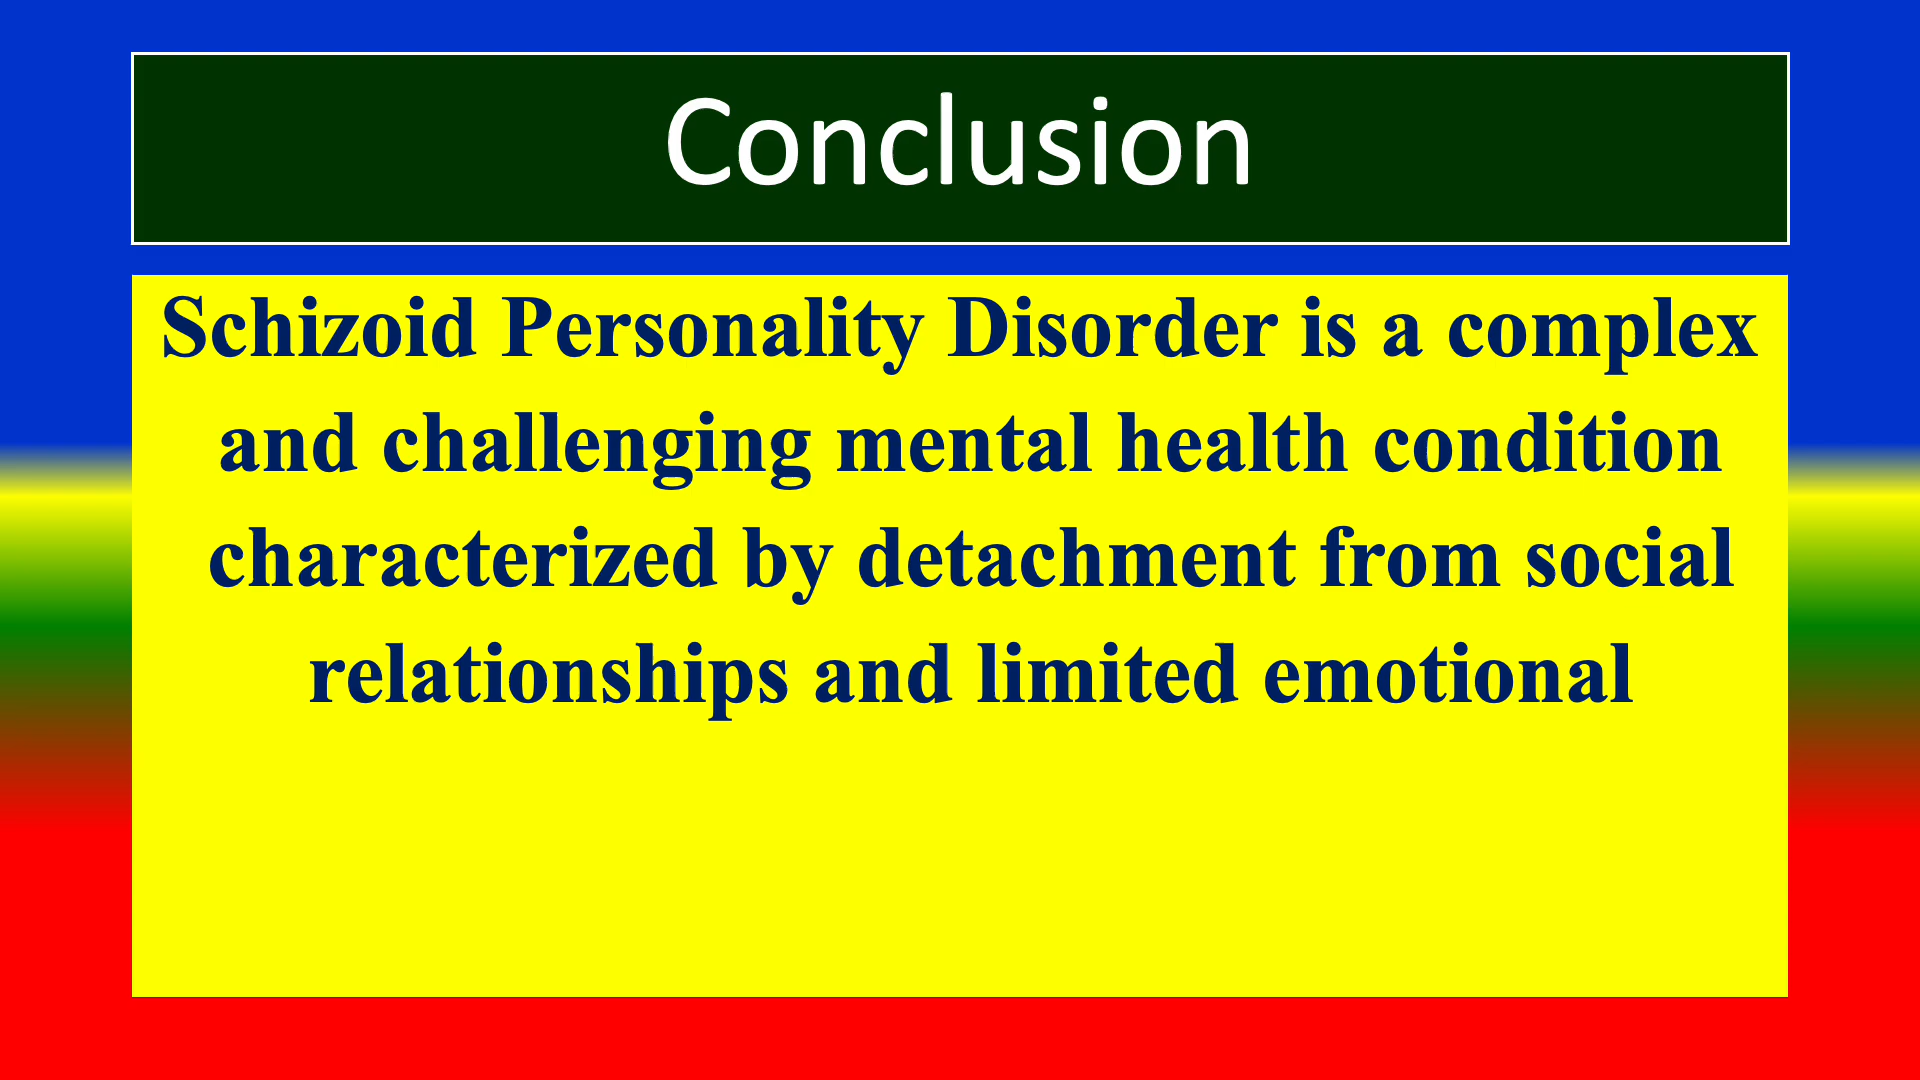 Conclusion
Schizoid Personality Disorder is a complex
and challenging mental health condition
characterized by detachment from social
relationships and limited emotional